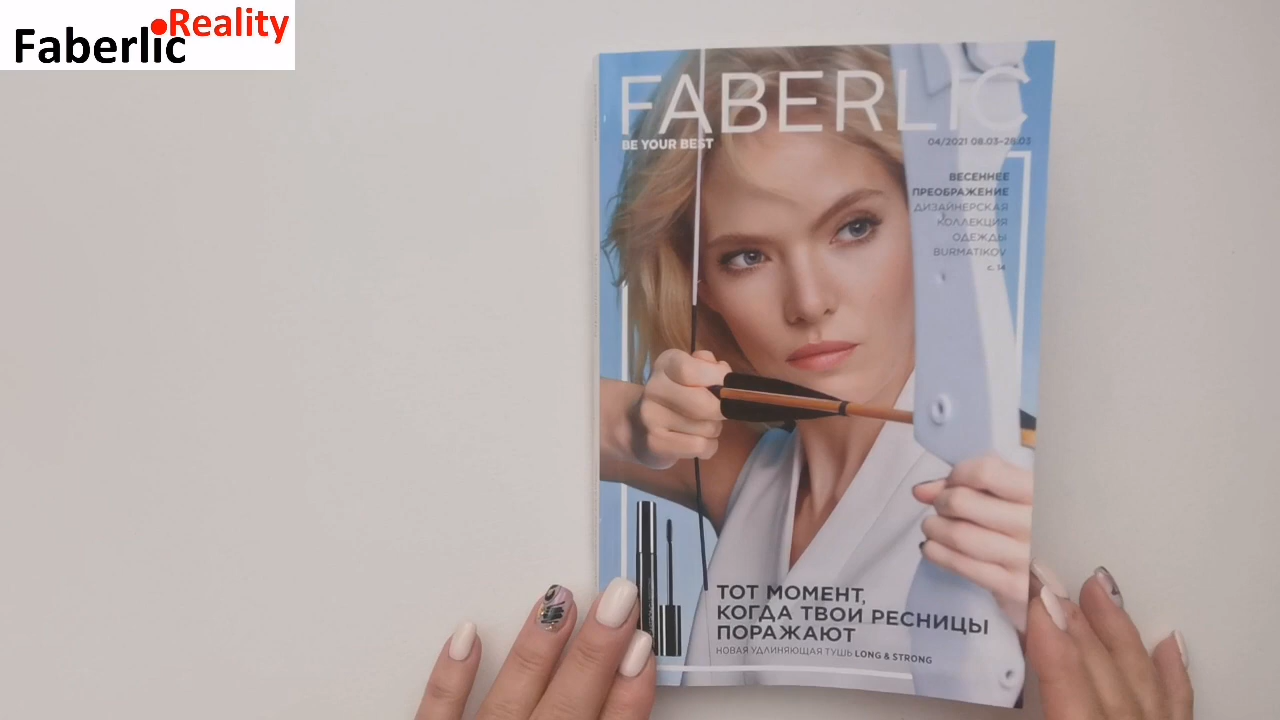 Faberlic Reality
FABERLIC
BE YOUR BEST
04/2021 08.03–28.03
ВЕСЕННЕЕ
ПРЕОБРАЖЕНИЕ
ДИЗАЙНЕРСКАЯ
КОЛЛЕКЦИЯ
ОДЕЖДЫ
BURMATIKOV
с. 14
ТОТ МОМЕНТ,
КОГДА ТВОИ РЕСНИЦЫ
ПОРАЖАЮТ
НОВАЯ УДЛИНЯЮЩАЯ ТУШЬ LONG & STRONG